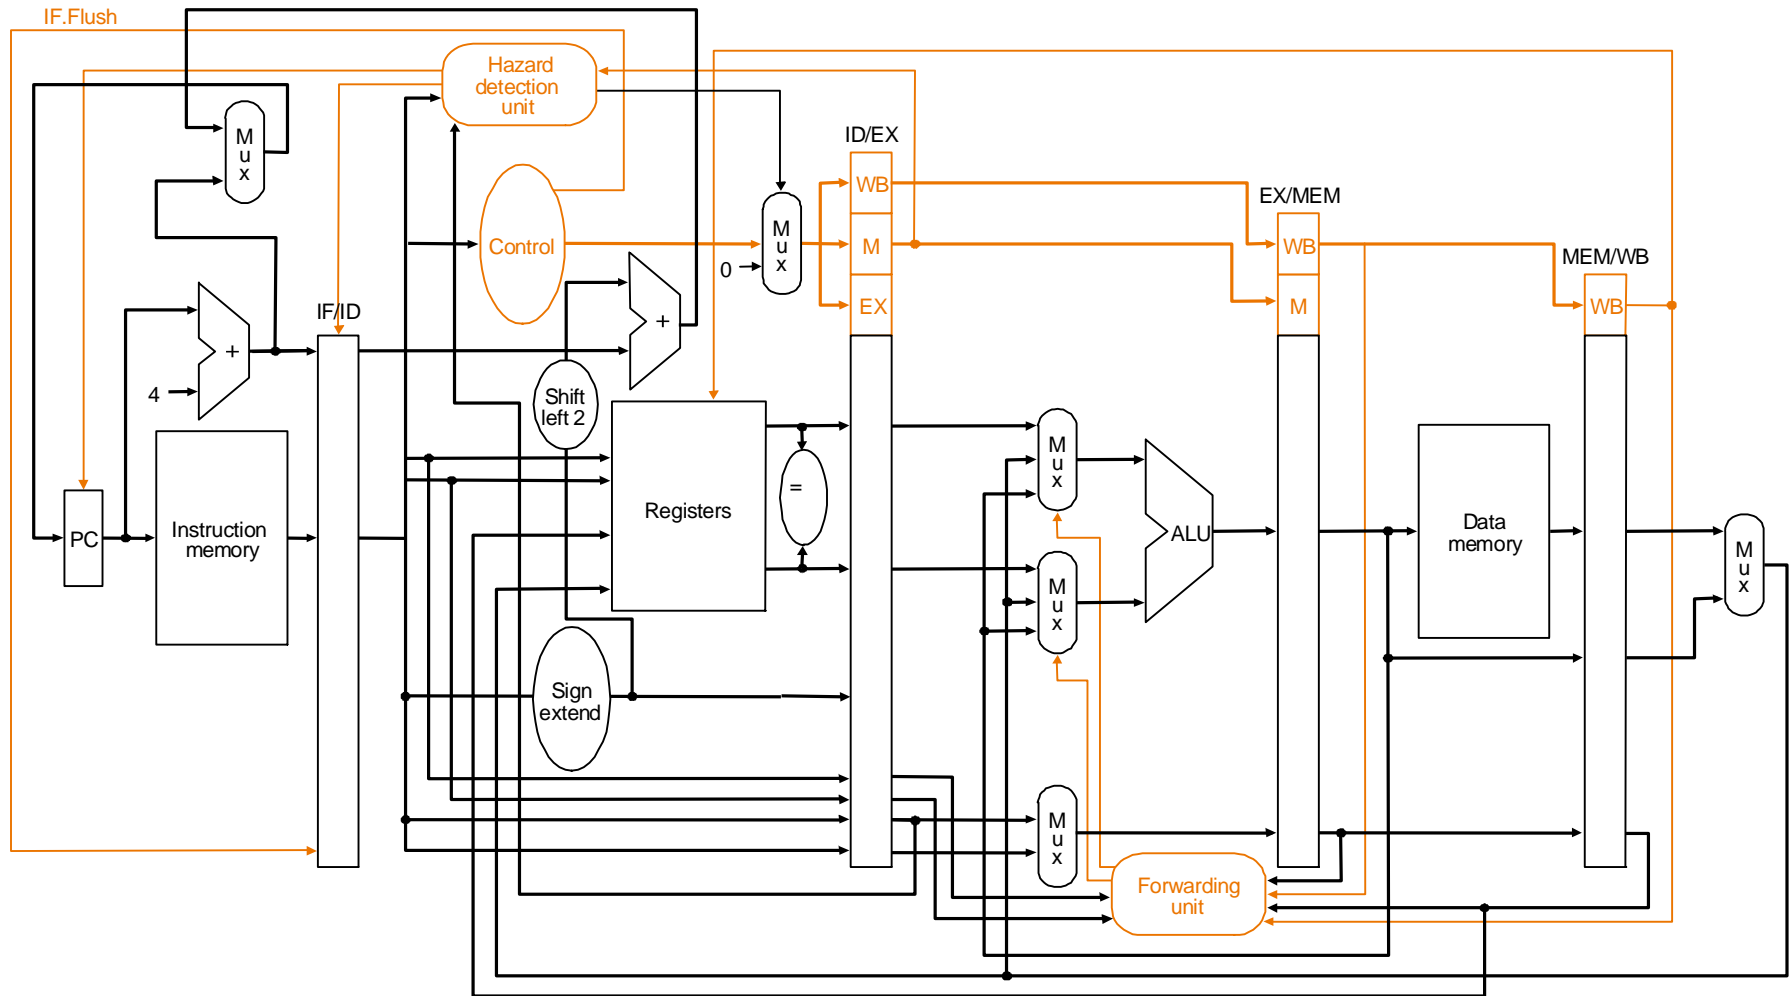 IF.Flush
Hazard
detection
unit
M
u
x
ID/EX
WB
M
EX
Control
M
u
x
0
EX/MEM
WB
M
MEM/WB
WB
IF/ID
+
4
+
Shift
left 2
PC
Instruction
memory
Registers
=
M
u
x
M
u
x
ALU
Data
memory
M
u
x
Sign
extend
M
u
x
Forwarding
unit